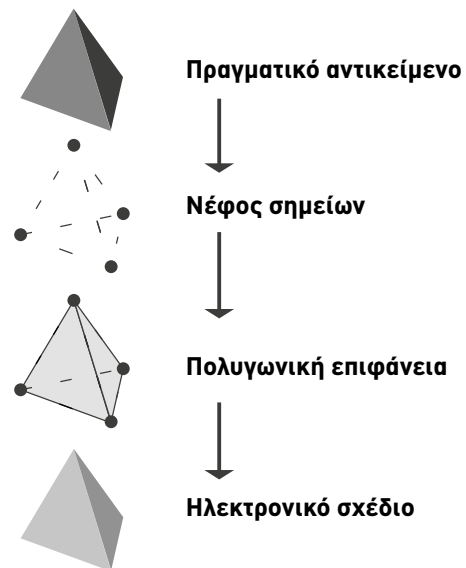 Πραγματικό αντικείμενο
Νέφος σημείων
Πολυγωνική επιφάνεια
Ηλεκτρονικό σχέδιο